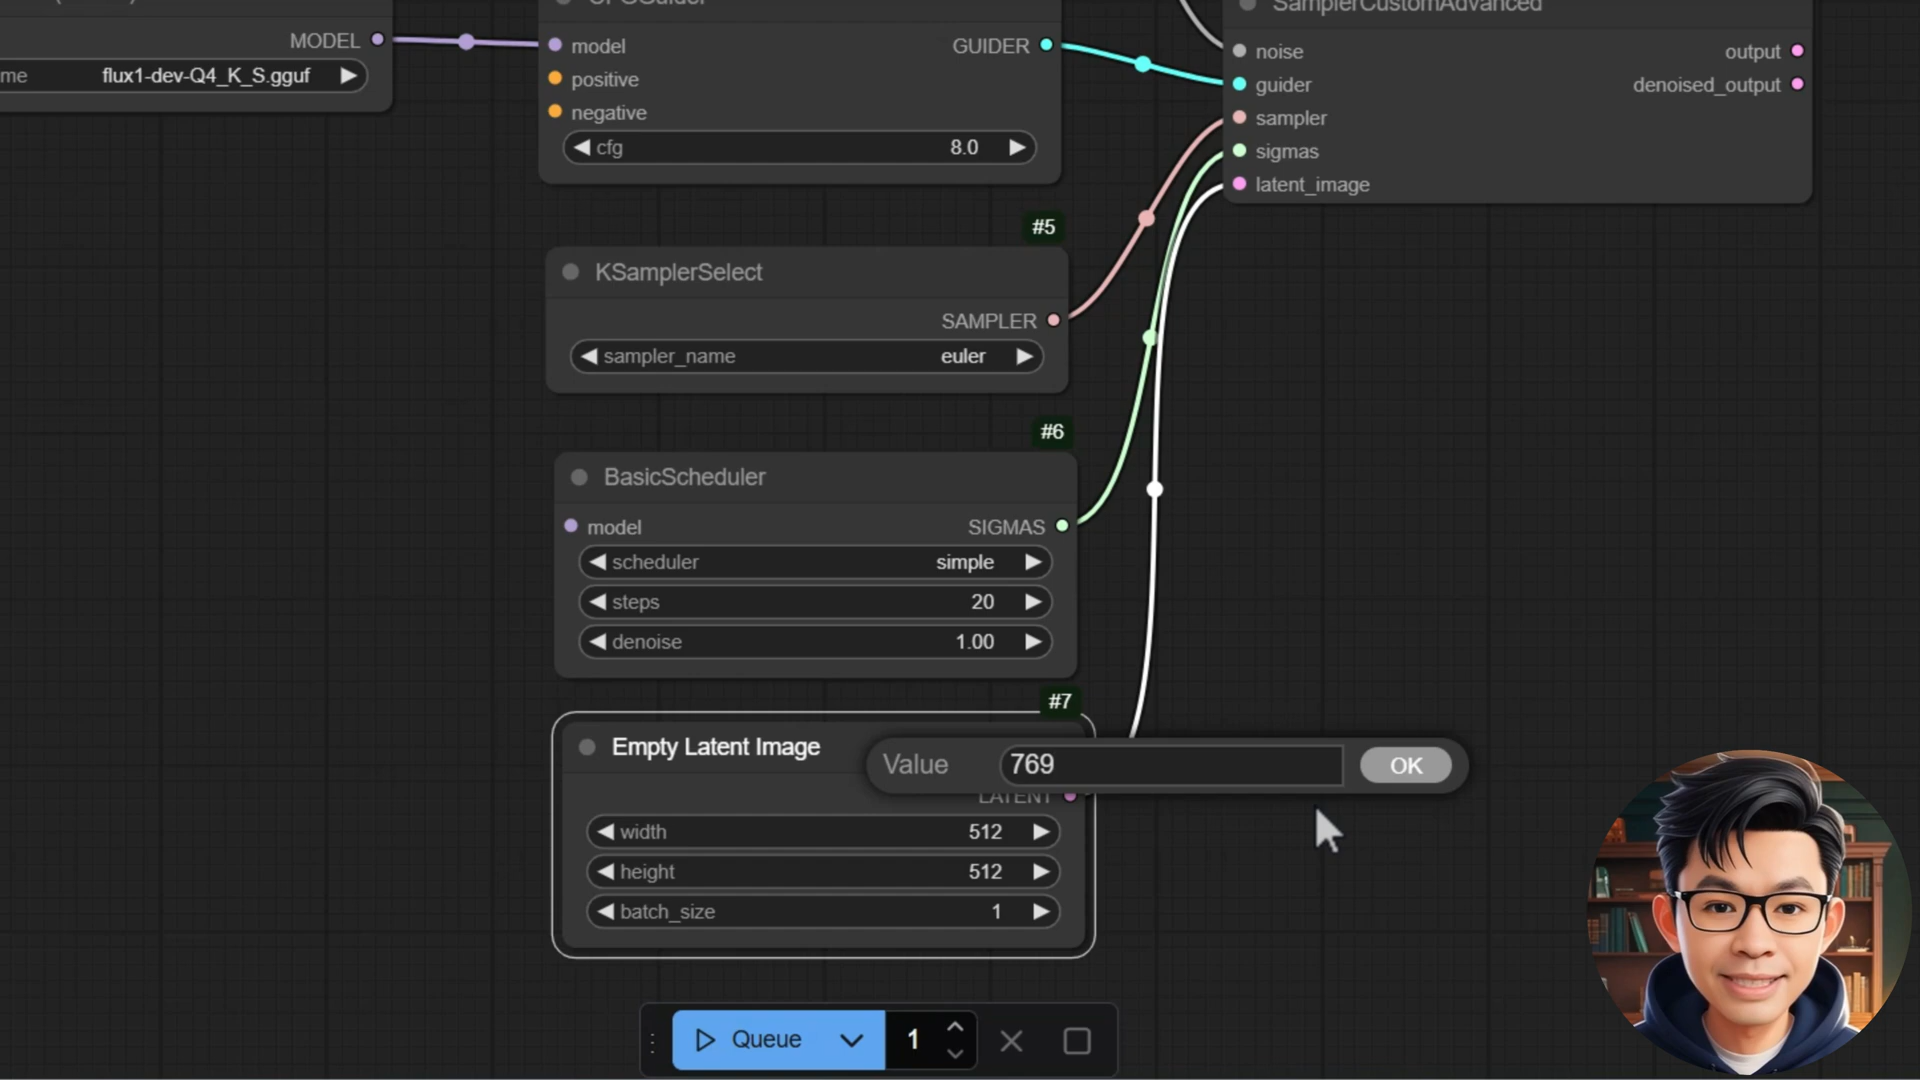 MODEL
me flux1-dev-Q4_K_S.gguf
model GUIDER
positive
negative
cfg 8.0
SamplerCustomAdvanced
noise output
guider denoised_output
sampler
sigmas
latent_image
#5
KSamplerSelect
SAMPLER
sampler_name euler
#6
BasicScheduler
model SIGMAS
scheduler simple
steps 20
denoise 1.00
#7
Empty Latent Image
Value 769 OK
LATENT
width 512
height 512
batch_size 1
Queue 1